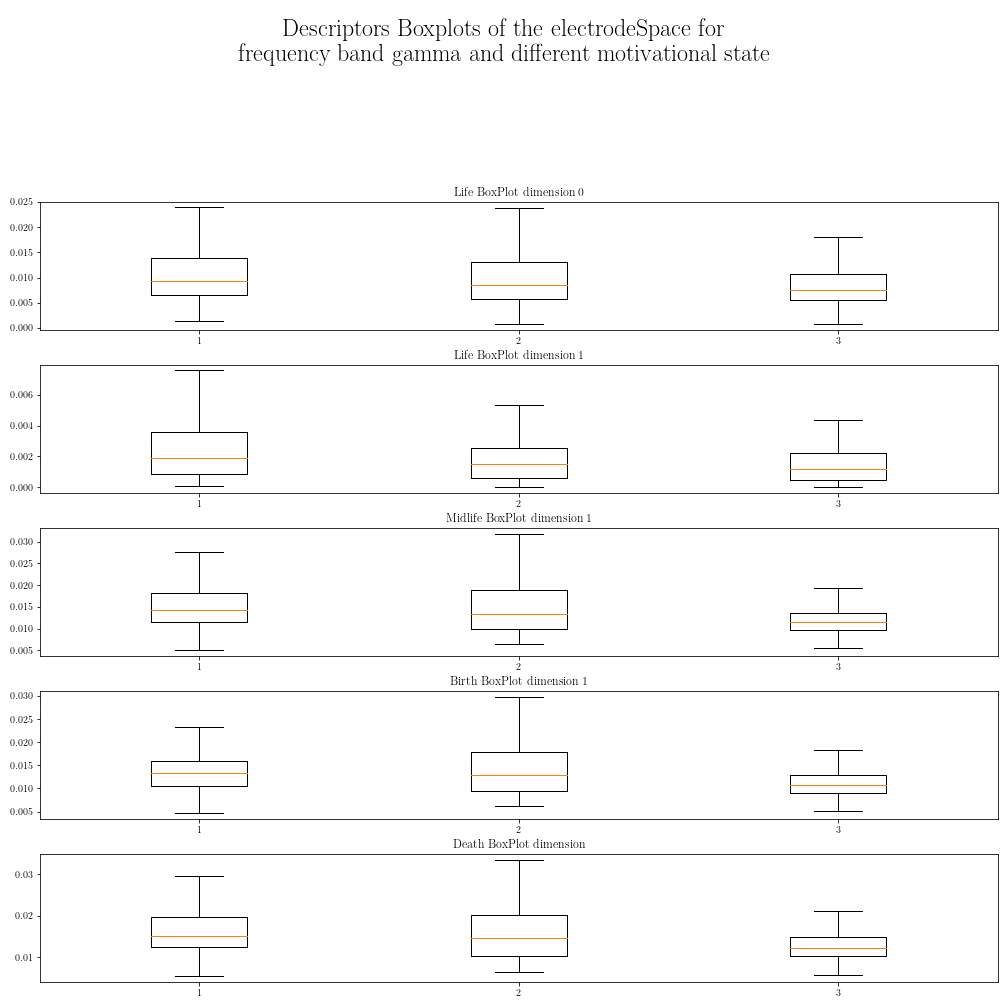 Descriptors Boxplots of the electrodeSpace for
frequency band gamma and different motivational state
Life BoxPlot dimension 0
0.025
0.020
0.015
0.010
0.005
0.000
1 2 3
Life BoxPlot dimension 1
0.006
0.004
0.002
0.000
1 2 3
Midlife BoxPlot dimension 1
0.030
0.025
0.020
0.015
0.010
0.005
1 2 3
Birth BoxPlot dimension 1
0.030
0.025
0.020
0.015
0.010
0.005
1 2 3
Death BoxPlot dimension
0.03
0.02
0.01
1 2 3